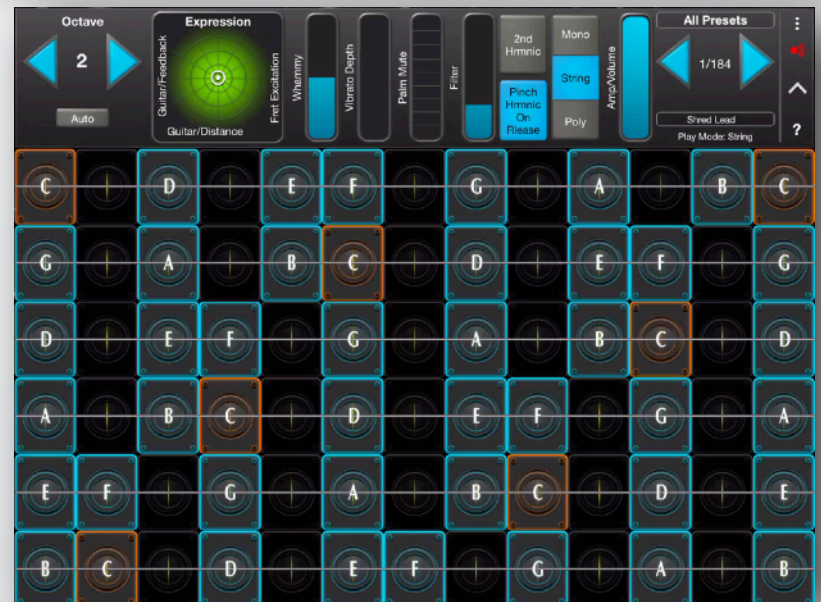 Octave
2
Auto
Expression
Guitar/Feedback
Fret Excitation
Guitar/Distance
Whammy
Vibrato Depth
Palm Mute
Filter
2nd
Hrmnic
Pinch
Hrmnic
On
Rlease
Mono
String
Poly
Amp/Volume
All Presets
1/184
Shred Lead
Play Mode: String
?
C D E F G A B C
G A B C D E F G
D E F G A B C D
A B C D E F G A
E F G A B C D E
B C D E F G A B